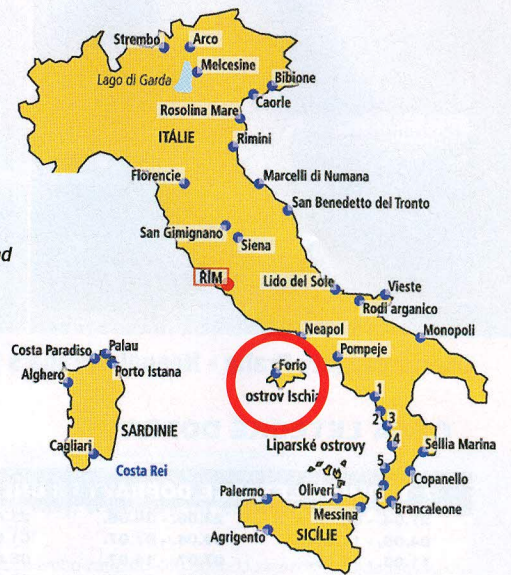 Strembo
Arco
Melcesine
Lago di Garda
Bibione
Caorle
Rosolina Mare
ITÁLIE
Rimini
Florencie
Marcelli di Numana
San Benedetto del Tronto
San Gimignano
Siena
ŘÍM
Lido del Sole
Vieste
Rodi arganico
Neapol
Monopoli
Pompeje
Costa Paradiso
Palau
Porto Istana
Alghero
Forio
ostrov Ischia
1
2
3
4
5
6
SARDINIE
Cagliari
Costa Rei
Liparské ostrovy
Sellia Marina
Copanello
Brancaleone
Palermo
Oliveri
Messina
Agrigento
SICÍLIE